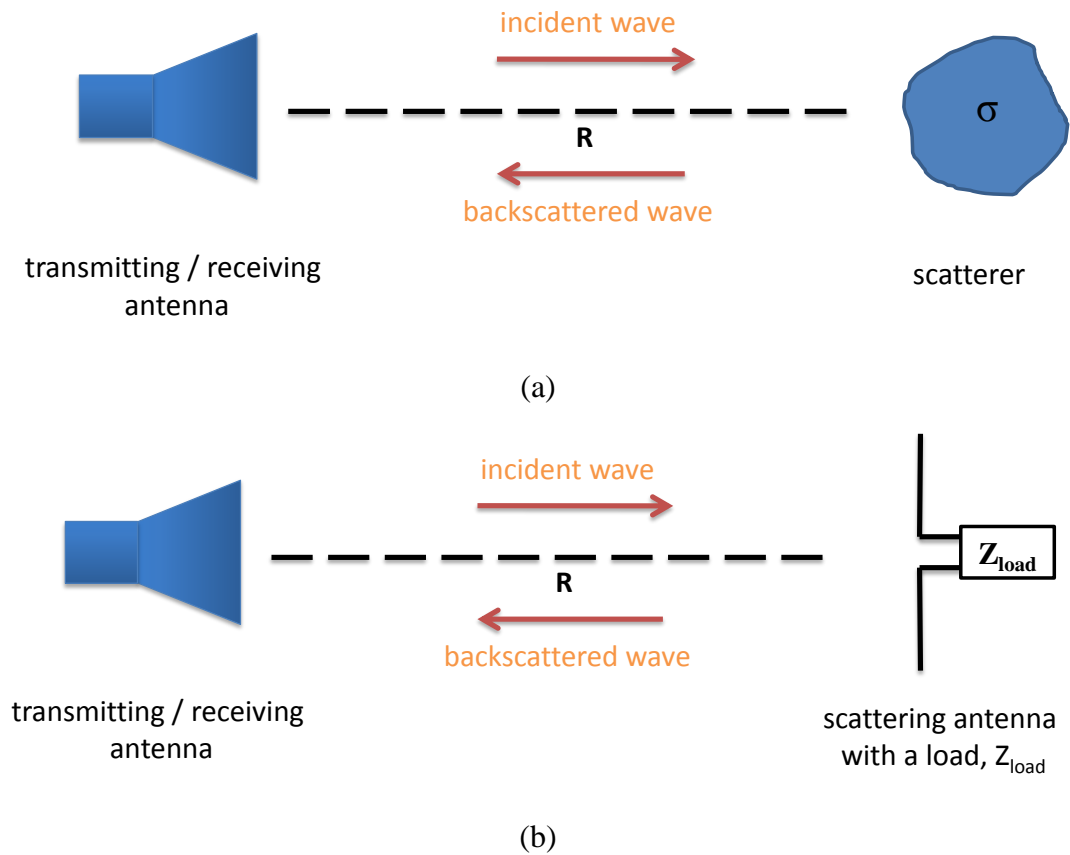 incident wave
σ
R
backscattered wave
transmitting / receiving
antenna
scatterer
(a)
incident wave
Zload
R
backscattered wave
transmitting / receiving
antenna
scattering antenna
with a load, Zload
(b)